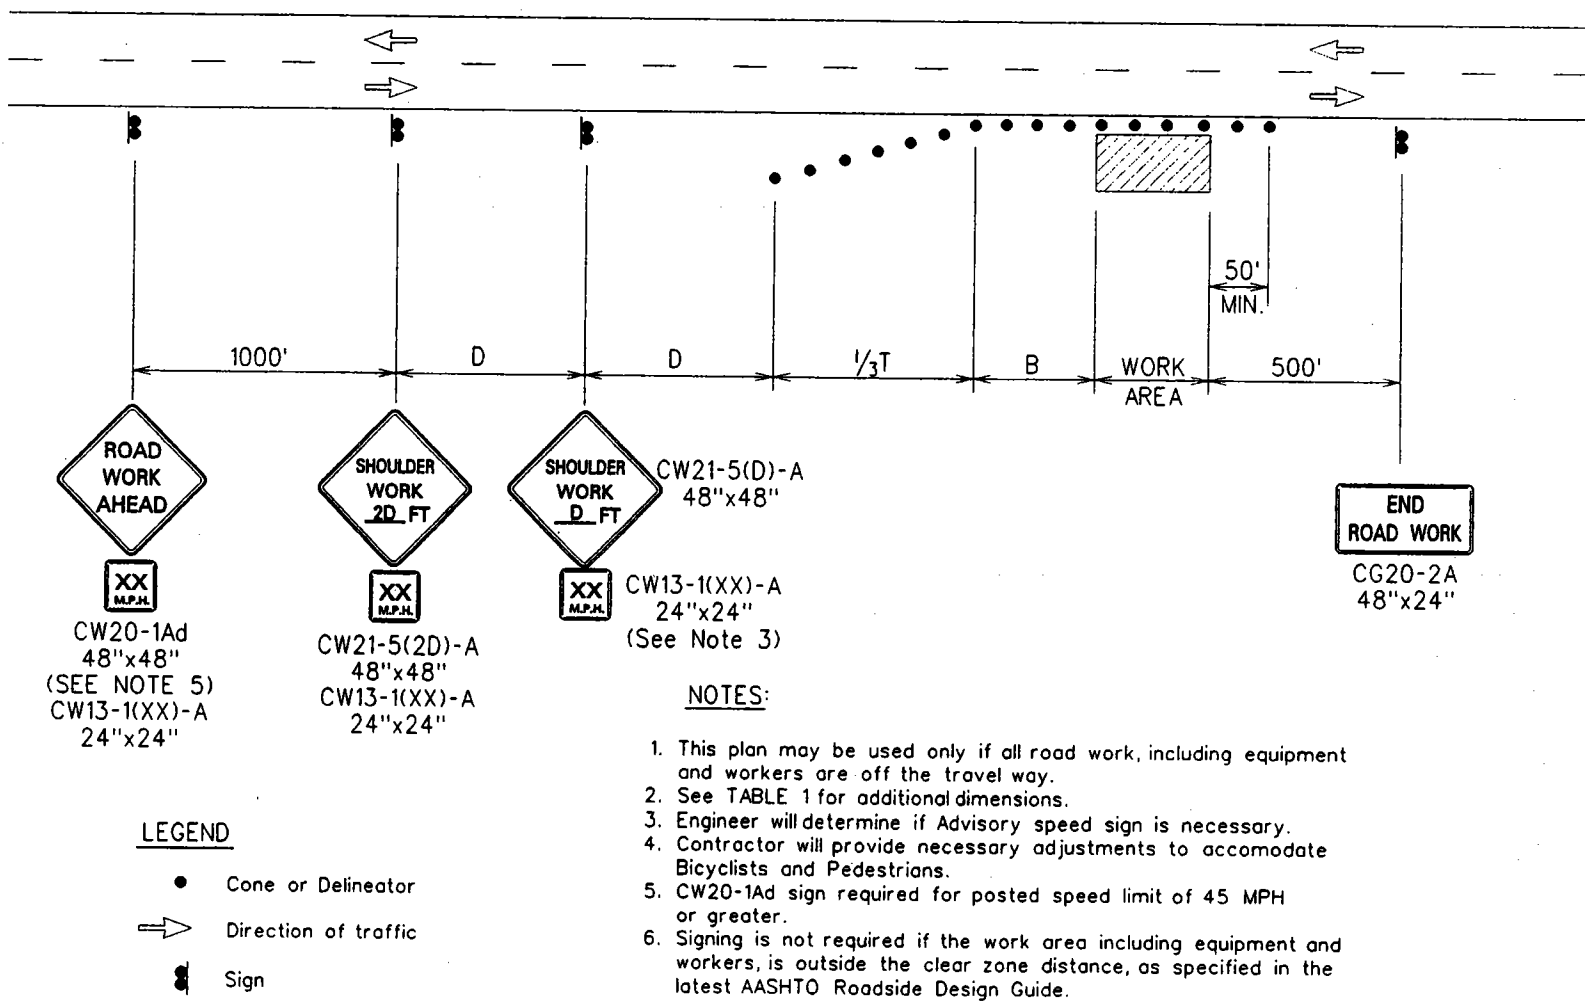 50'
MIN.
1000'
D
D
1/3T
B
WORK
AREA
500'
ROAD
WORK
AHEAD
XX
M.P.H.
CW20-1Ad
48"x48"
(SEE NOTE 5)
CW13-1(XX)-A
24"x24"
SHOULDER
WORK
2D FT
XX
M.P.H.
CW21-5(2D)-A
48"x48"
CW13-1(XX)-A
24"x24"
SHOULDER
WORK
D FT
CW21-5(D)-A
48"x48"
XX
M.P.H.
CW13-1(XX)-A
24"x24"
(See Note 3)
END
ROAD WORK
CG20-2A
48"x24"
NOTES:
1. This plan may be used only if all road work, including equipment
and workers are off the travel way.
2. See TABLE 1 for additional dimensions.
3. Engineer will determine if Advisory speed sign is necessary.
4. Contractor will provide necessary adjustments to accomodate
Bicyclists and Pedestrians.
5. CW20-1Ad sign required for posted speed limit of 45 MPH
or greater.
6. Signing is not required if the work area including equipment and
workers, is outside the clear zone distance, as specified in the
latest AASHTO Roadside Design Guide.
LEGEND
Cone or Delineator
Direction of traffic
Sign